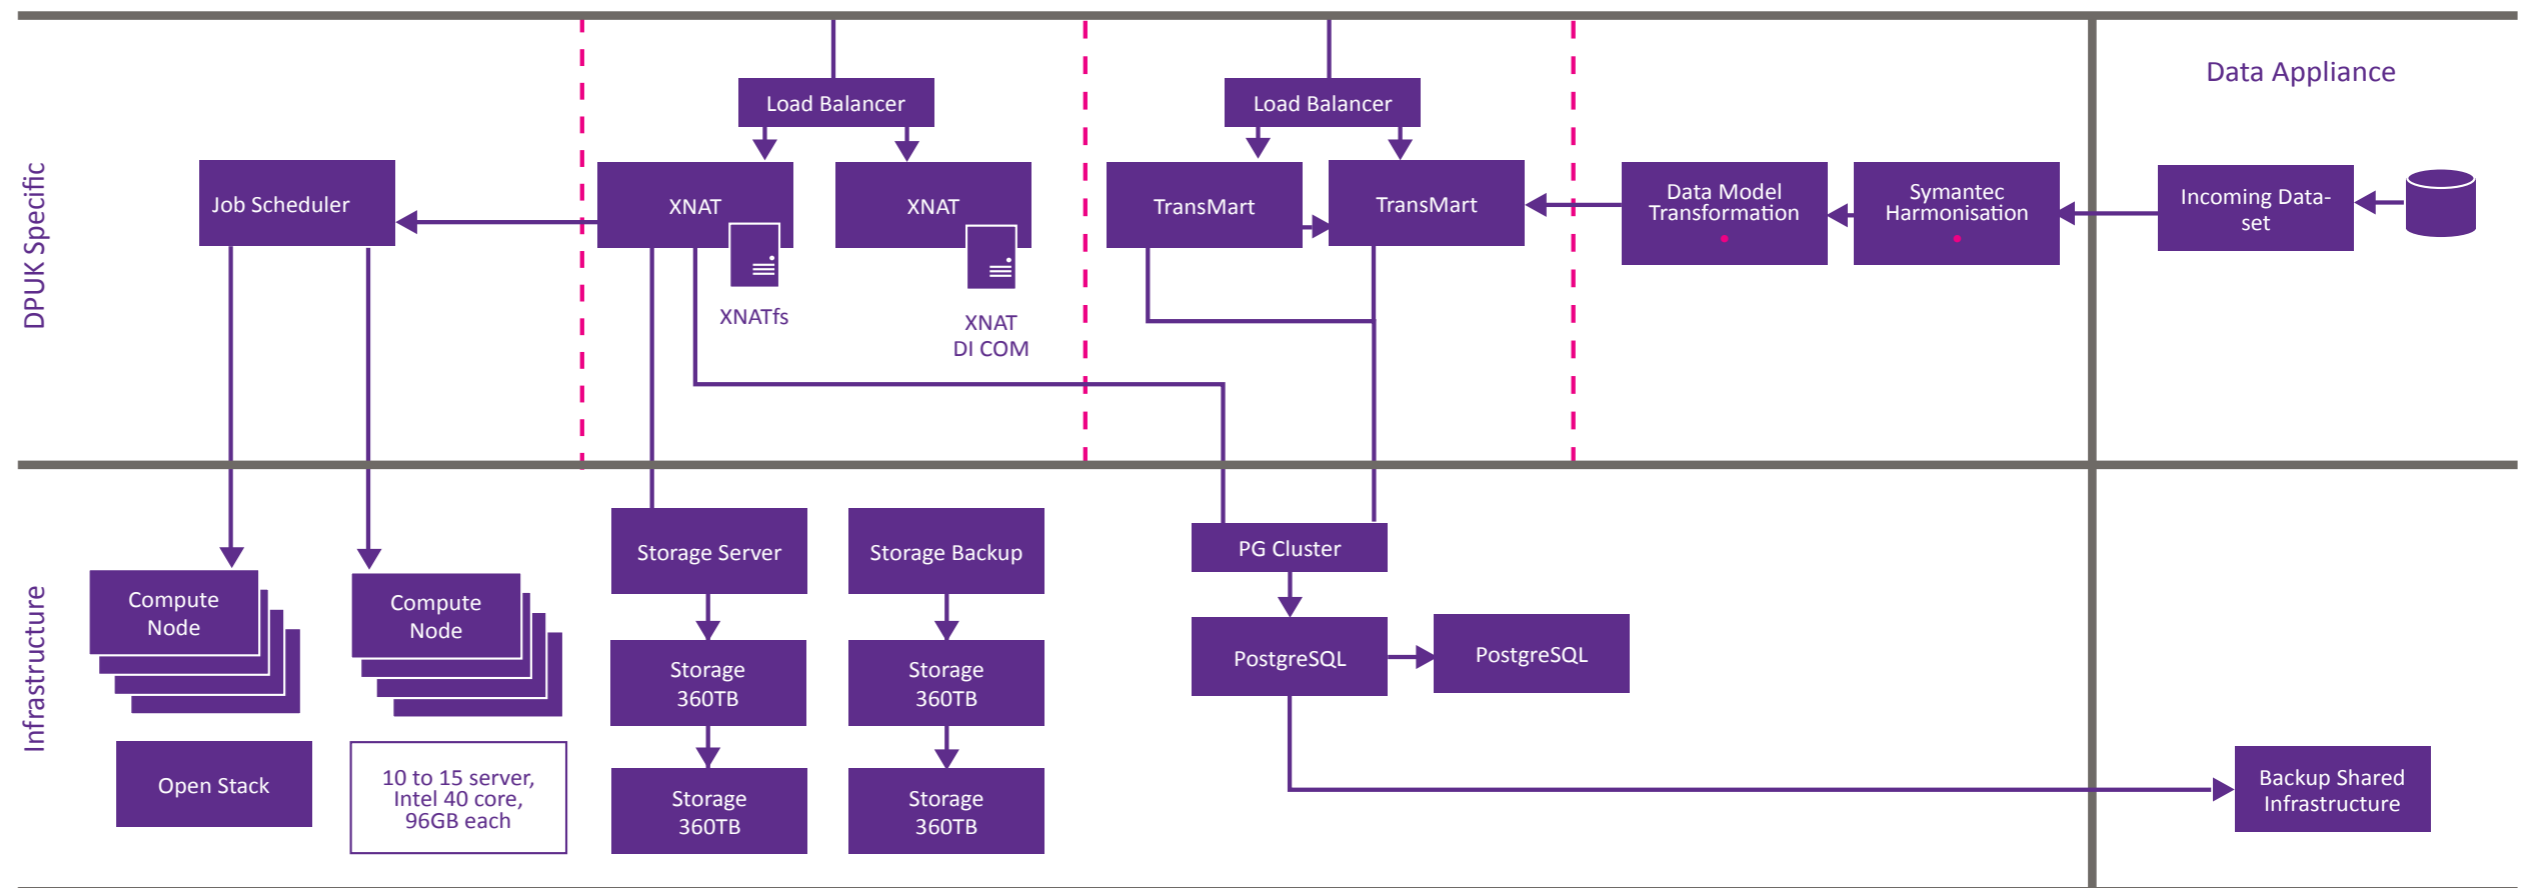 Data Appliance
DPUK Specific
Load Balancer
Load Balancer
Job Scheduler
XNAT
XNAT
TransMart
TransMart
Data Model
Transformation
Symantec
Harmonisation
Incoming Data-
set
XNATfs
XNAT
DI COM
Infrastructure
Compute
Node
Compute
Node
Storage Server
Storage Backup
PG Cluster
Storage
360TB
Storage
360TB
PostgreSQL
PostgreSQL
Open Stack
10 to 15 server,
Intel 40 core,
96GB each
Storage
360TB
Storage
360TB
Backup Shared
Infrastructure